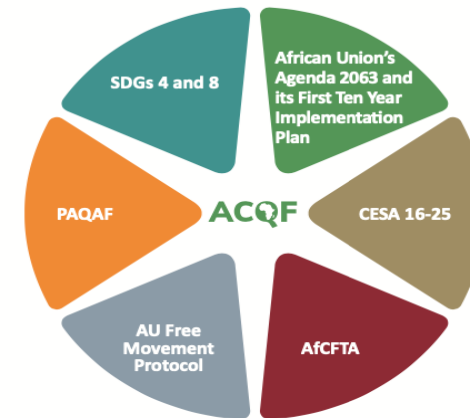 SDGs 4 and 8
African Union's
Agenda 2063 and
its First Ten Year
Implementation
Plan
PAQAF
ACQF
CESA 16-25
AU Free
Movement
Protocol
AfCFTA